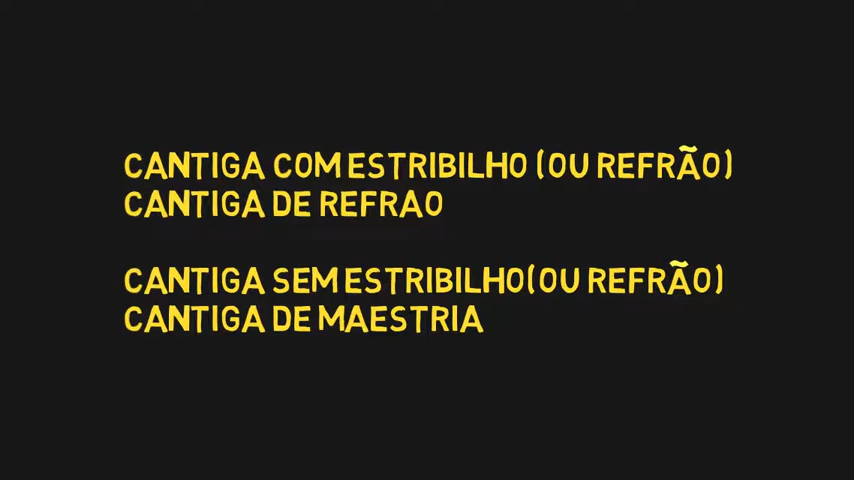 CANTIGA COM ESTRIBILHO (OU REFRÃO)
CANTIGA DE REFRAO
CANTIGA SEM ESTRIBILHO(OU REFRÃO)
CANTIGA DE MAESTRIA